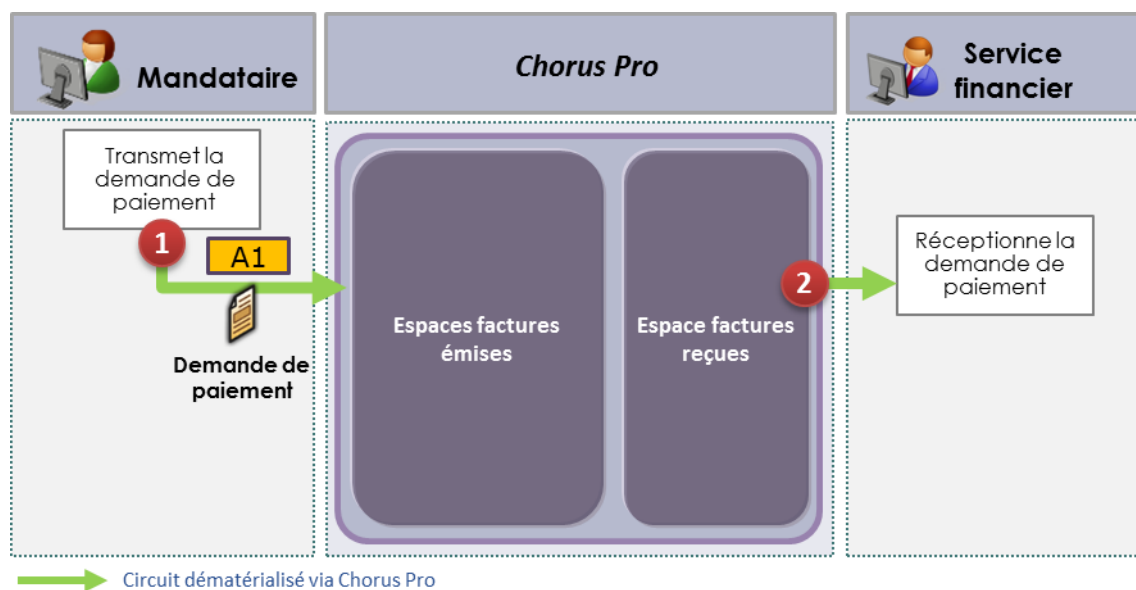 Mandataire
Chorus Pro
Service
financier
Transmet la
demande de
paiement
1
A1
Demande de
paiement
Espaces factures
émises
Espace factures
reçues
2
Réceptionne la
demande de
paiement
Circuit dématérialisé via Chorus Pro